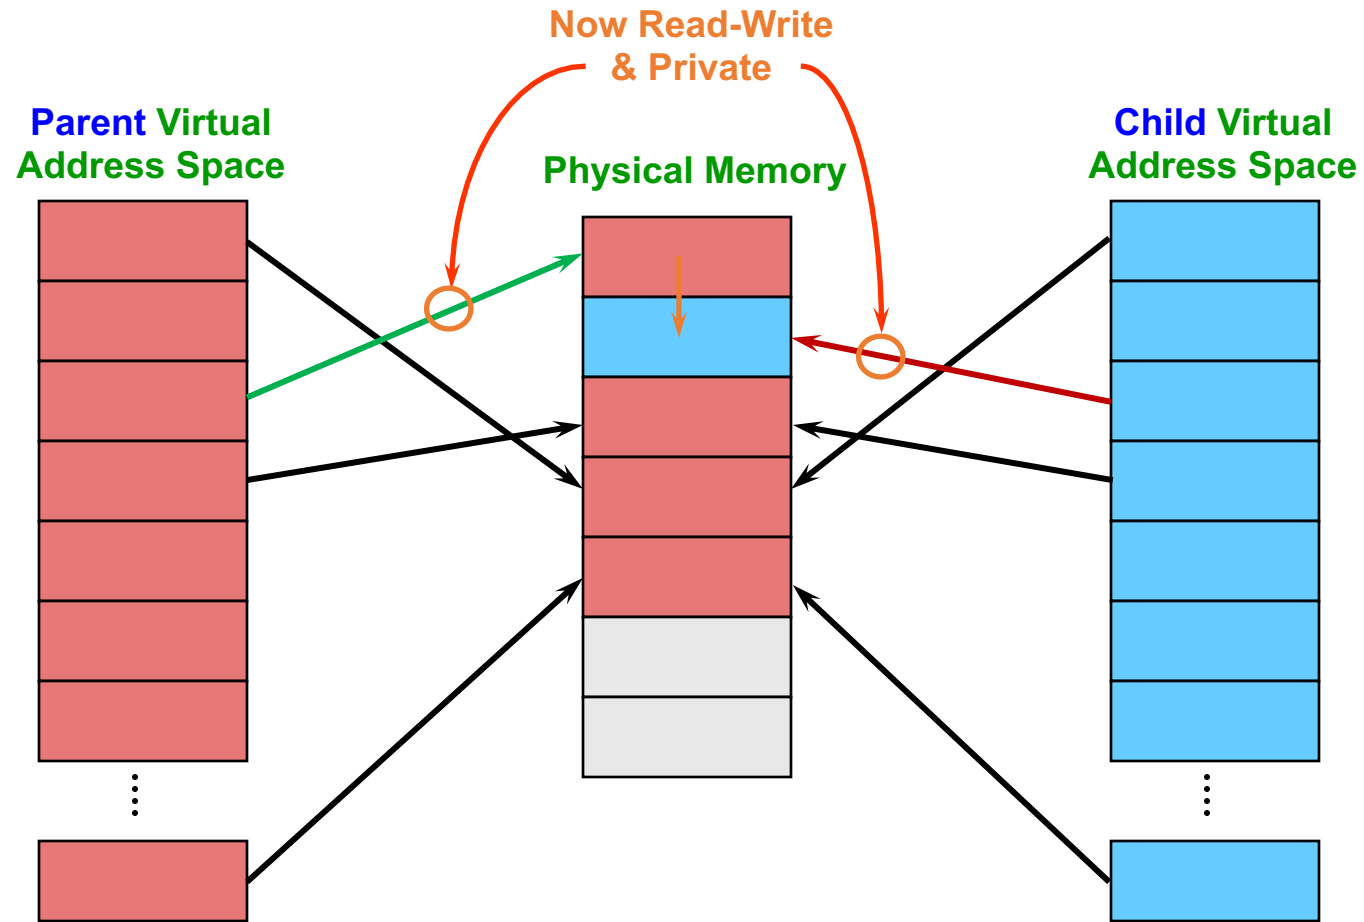 Now Read-Write
& Private
Parent Virtual
Address Space
Physical Memory
Child Virtual
Address Space